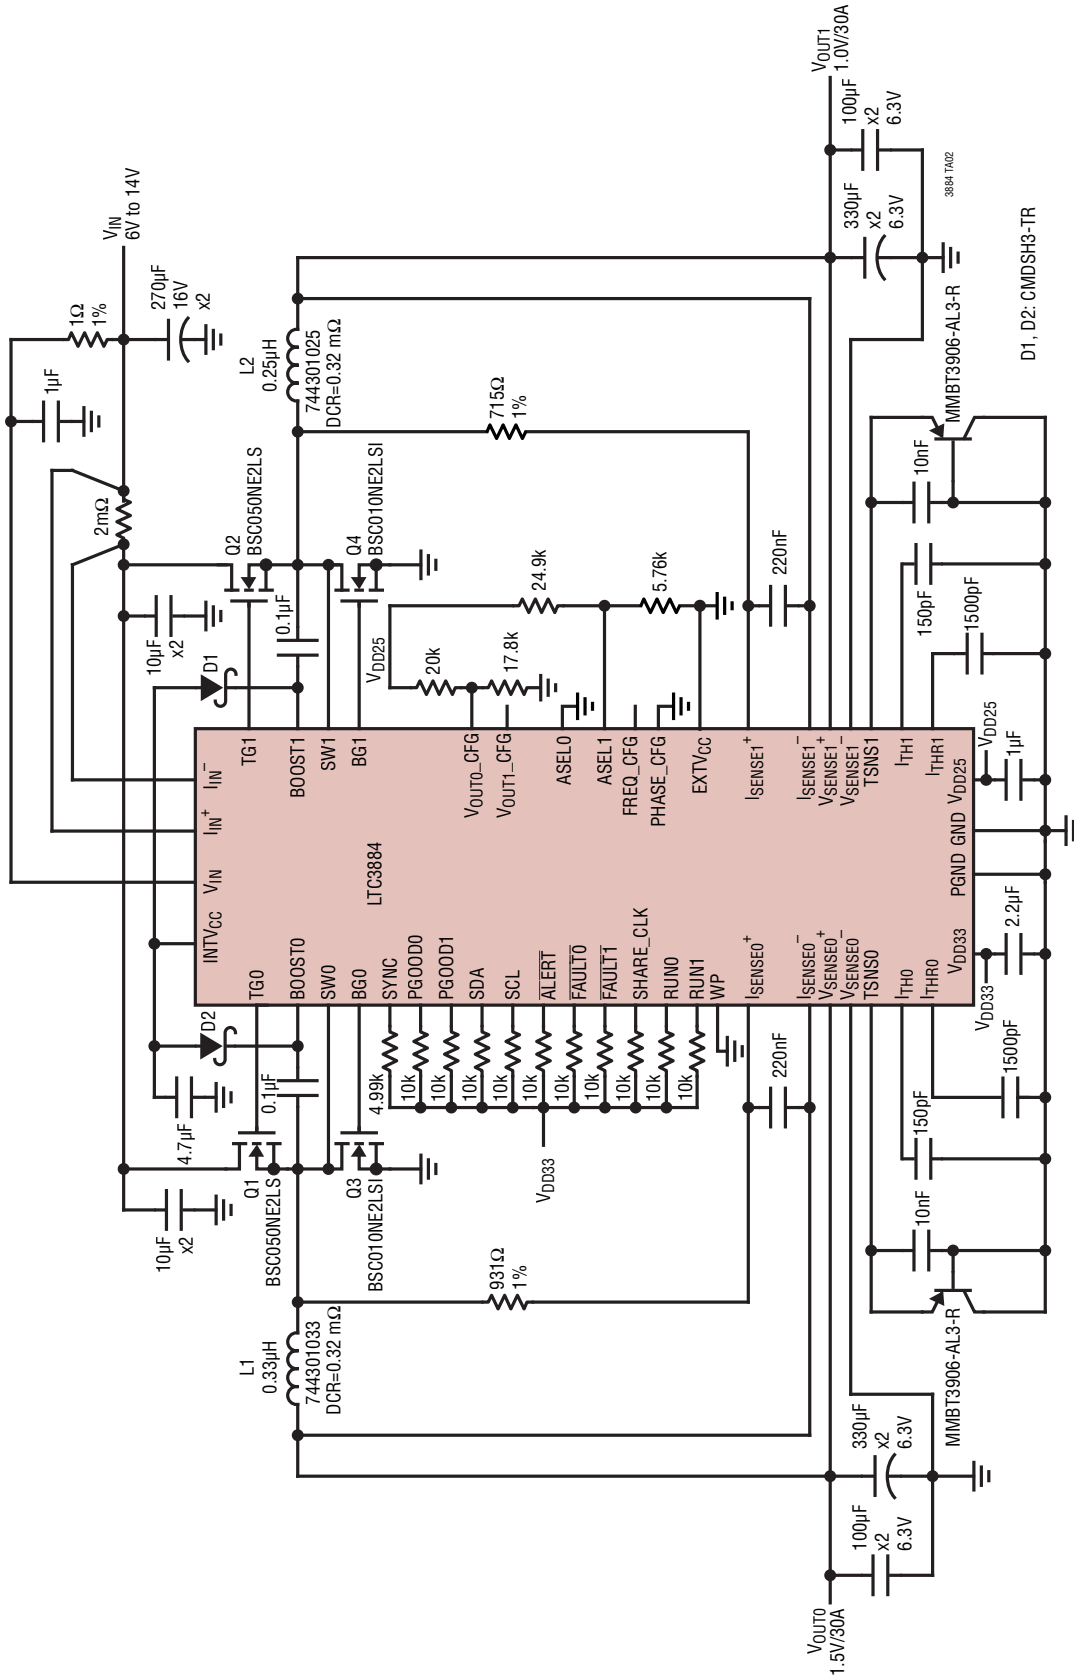 VIN
6V to 14V
1Ω
1%
270µF
16V
x2
1µF
2mΩ
10µF
x2
D1
Q2
BSC050NE2LS
0.1µF
Q4
BSC010NE2LSI
L2
0.25µH
744301025
DCR=0.32 mΩ
715Ω
1%
VDD25
20k
17.8k
24.9k
5.76k
220nF
VOUT1
1.0V/30A
100µF
x2
6.3V
330µF
x2
6.3V
3884 TA02
MMBT3906-AL3-R
D1, D2: CMDSH3-TR
10nF
150pF
1500pF
VDD25
1µF
LTC3884
INTVCC
VIN
IIN+
IIN–
TG1
BOOST1
SW1
BG1
VOUT0_CFG
VOUT1_CFG
ASEL0
ASEL1
FREQ_CFG
PHASE_CFG
EXTVCC
ISENSE1+
ISENSE1–
VSENSE1+
VSENSE1–
TSNS1
ITH1
ITHR1
VDD25
GND
PGND
VDD33
TG0
BOOST0
SW0
BG0
SYNC
PGOOD0
PGOOD1
SDA
SCL
ALERT
FAULT0
FAULT1
SHARE_CLK
RUN0
RUN1
WP
ISENSE0+
ISENSE0–
VSENSE0+
VSENSE0–
TSNS0
ITH0
ITHR0
D2
4.7µF
0.1µF
10µF
x2
Q1
BSC050NE2LS
Q3
BSC010NE2LSI
4.99k
10k
10k
10k
10k
10k
10k
10k
10k
10k
10k
VDD33
L1
0.33µH
744301033
DCR=0.32 mΩ
931Ω
1%
220nF
VDD33
2.2µF
1500pF
150pF
10nF
MMBT3906-AL3-R
330µF
x2
6.3V
100µF
x2
6.3V
VOUT0
1.5V/30A